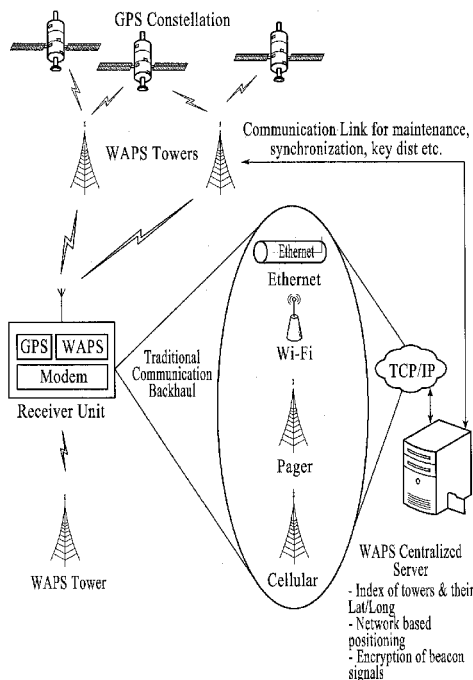 GPS Constellation
WAPS Towers
Communication Link for maintenance,
synchronization, key dist etc.
Ethernet
Ethernet
Wi-Fi
GPS
WAPS
Modem
Receiver Unit
Traditional
Communication
Backhaul
TCP/IP
Pager
WAPS Tower
Cellular
WAPS Centralized
Server
- Index of towers & their
Lat/Long
- Network based
positioning
- Encryption of beacon
signals